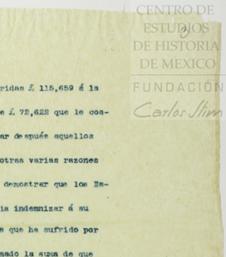 CENTRO DE
ESTUDIOS
DE HISTORIA
DE MEXICO
FUNDACIÓN
Carlos Slim
ridas £ 115,659 á la
e £ 72,622 que le co-
ar después aquellos
otras varias razones
demostrar que los Es-
ia indemnizar á su
que ha sufrido por
mado la suma de que